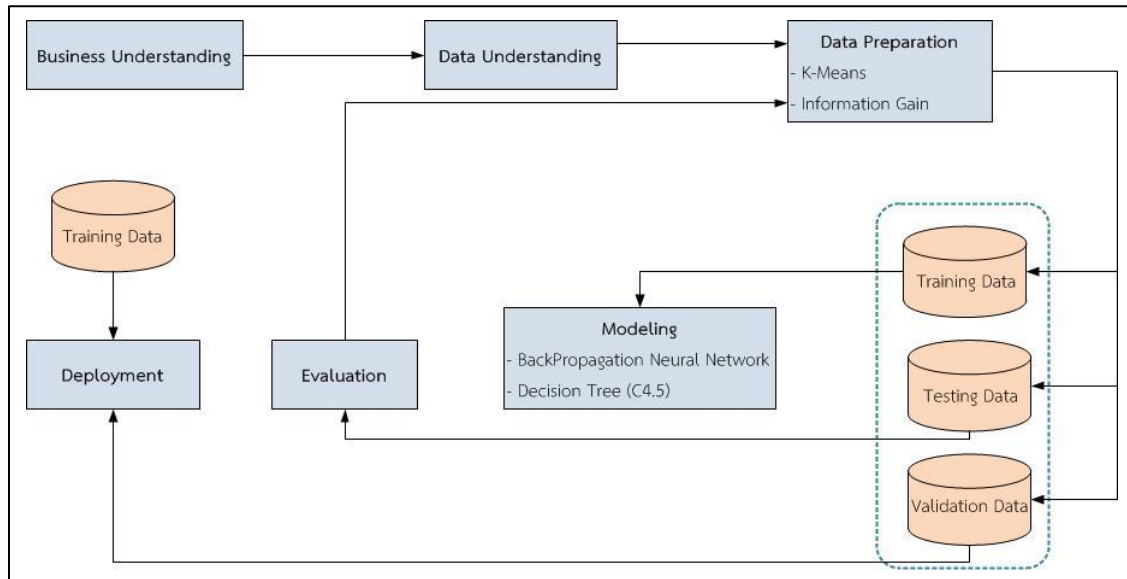 Business Understanding
Data Understanding
Data Preparation
- K-Means
- Information Gain
Training Data
Training Data
Modeling
- BackPropagation Neural Network
- Decision Tree (C4.5)
Deployment
Evaluation
Testing Data
Validation Data